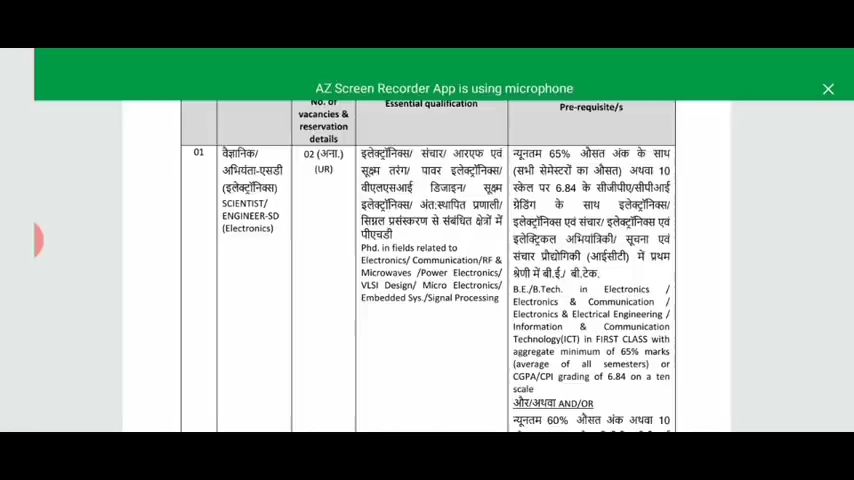 AZ Screen Recorder App is using microphone
No. of
vacancies &
reservation
details
Essential qualification
Pre-requisite/s
01
वैज्ञानिक/
अभियंता-एसडी
(इलेक्ट्रॉनिक्स)
SCIENTIST/
ENGINEER-SD
(Electronics)
02 (अना.)
(UR)
इलेक्ट्रॉनिक्स/ संचार/ आरएफ एवं
सूक्ष्म तरंग/ पावर इलेक्ट्रॉनिक्स/
वीएलएसआई डिजाइन/ सूक्ष्म
इलेक्ट्रॉनिक्स/ अंत:स्थापित प्रणाली/
सिग्नल प्रसंस्करण से संबंधित क्षेत्रों में
पीएचडी
Phd. in fields related to
Electronics/ Communication/RF &
Microwaves /Power Electronics/
VLSI Design/ Micro Electronics/
Embedded Sys./Signal Processing
न्यूनतम 65% औसत अंक के साथ
(सभी सेमेस्टरों का औसत) अथवा 10
स्केल पर 6.84 के सीजीपीए/सीपीआई
ग्रेडिंग के साथ इलेक्ट्रॉनिक्स/
इलेक्ट्रॉनिक्स एवं संचार/ इलेक्ट्रॉनिक्स एवं
इलेक्ट्रिकल अभियांत्रिकी/ सूचना एवं
संचार प्रौद्योगिकी (आईसीटी) में प्रथम
श्रेणी में बी.ई./ बी.टेक.
B.E./B.Tech. in Electronics /
Electronics & Communication /
Electronics & Electrical Engineering /
Information & Communication
Technology(ICT) in FIRST CLASS with
aggregate minimum of 65% marks
(average of all semesters) or
CGPA/CPI grading of 6.84 on a ten
scale
और/अथवा AND/OR
न्यूनतम 60% औसत अंक अथवा 10